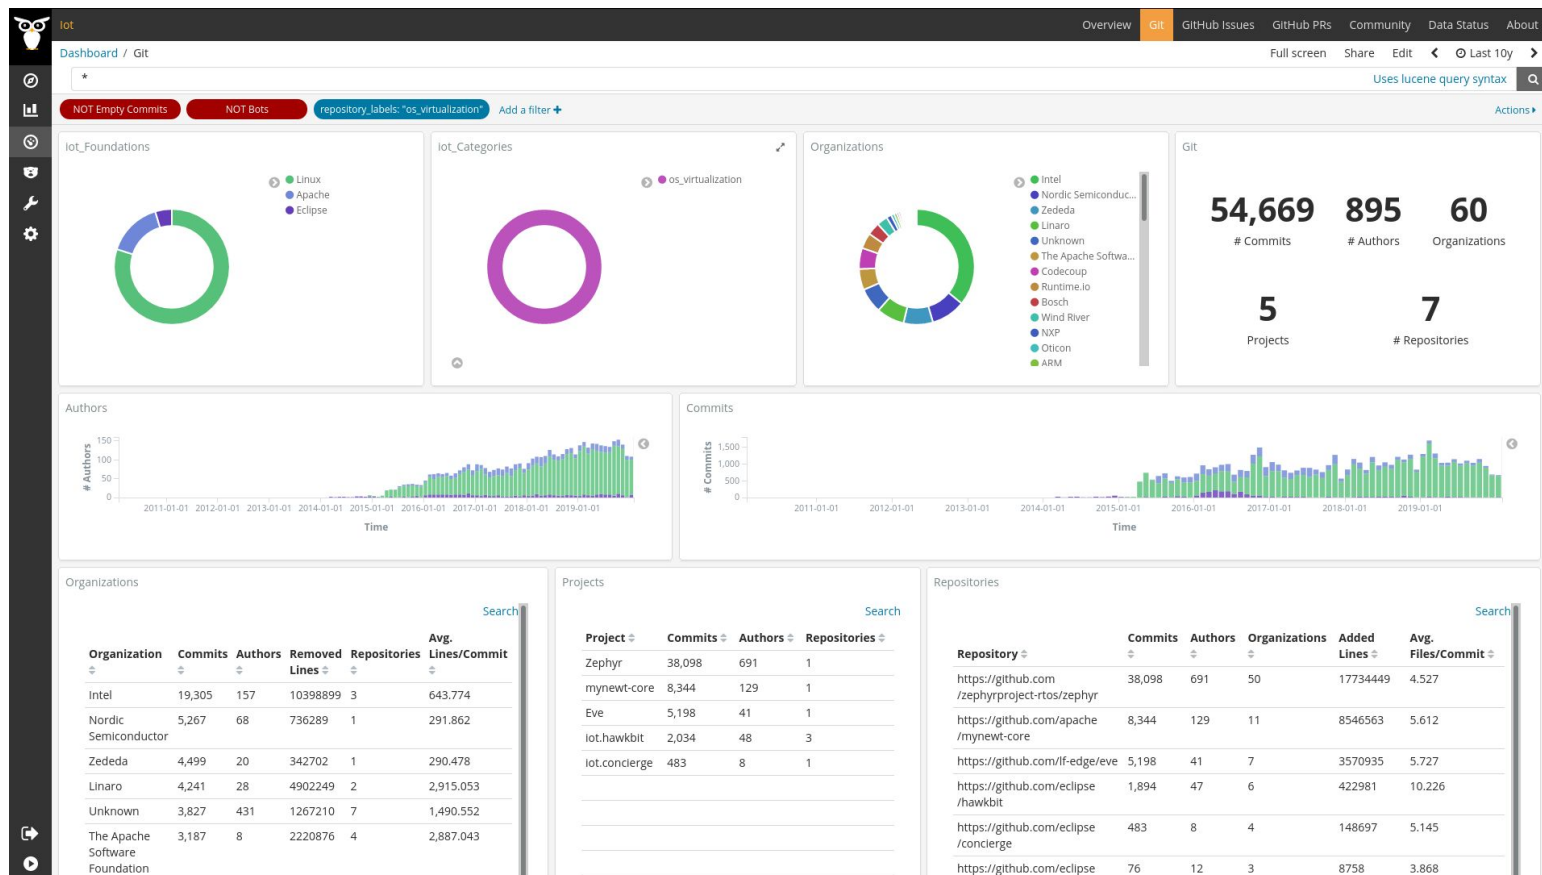 Iot
Overview Git GitHub Issues GitHub PRs Community Data Status About
Dashboard / Git
Full screen Share Edit Last 10y
*
Uses lucene query syntax
NOT Empty Commits NOT Bots repository_labels: "os_virtualization" Add a filter +
Actions
iot_Foundations
Linux
Apache
Eclipse
iot_Categories
os_virtualization
Organizations
Intel
Nordic Semiconduc...
Zededa
Linaro
Unknown
The Apache Softwa...
Codecoup
Runtime.io
Bosch
Wind River
NXP
Oticon
ARM
Git
54,669 895 60
# Commits # Authors Organizations
5 7
Projects # Repositories
Authors
# Authors
150
100
50
0
2011-01-01 2012-01-01 2013-01-01 2014-01-01 2015-01-01 2016-01-01 2017-01-01 2018-01-01 2019-01-01
Time
Commits
# Commits
1,500
1,000
500
0
2011-01-01 2012-01-01 2013-01-01 2014-01-01 2015-01-01 2016-01-01 2017-01-01 2018-01-01 2019-01-01
Time
Organizations
Search
Avg.
Organization Commits Authors Removed Repositories Lines/Commit
Lines
Intel 19,305 157 10398899 3 643.774
Nordic 5,267 68 736289 1 291.862
Semiconductor
Zededa 4,499 20 342702 1 290.478
Linaro 4,241 28 4902249 2 2,915.053
Unknown 3,827 431 1267210 7 1,490.552
The Apache 3,187 8 2220876 4 2,887.043
Software
Foundation
Projects
Search
Project Commits Authors Repositories
Zephyr 38,098 691 1
mynewt-core 8,344 129 1
Eve 5,198 41 1
iot.hawkbit 2,034 48 3
iot.concierge 483 8 1
Repositories
Search
Commits Authors Organizations Added Avg.
Repository Lines Files/Commit
https://github.com 38,098 691 50 17734449 4.527
/zephyrproject-rtos/zephyr
https://github.com/apache 8,344 129 11 8546563 5.612
/mynewt-core
https://github.com/lf-edge/eve 5,198 41 7 3570935 5.727
https://github.com/eclipse 1,894 47 6 422981 10.226
/hawkbit
https://github.com/eclipse 483 8 4 148697 5.145
/concierge
https://github.com/eclipse 76 12 3 8758 3.868